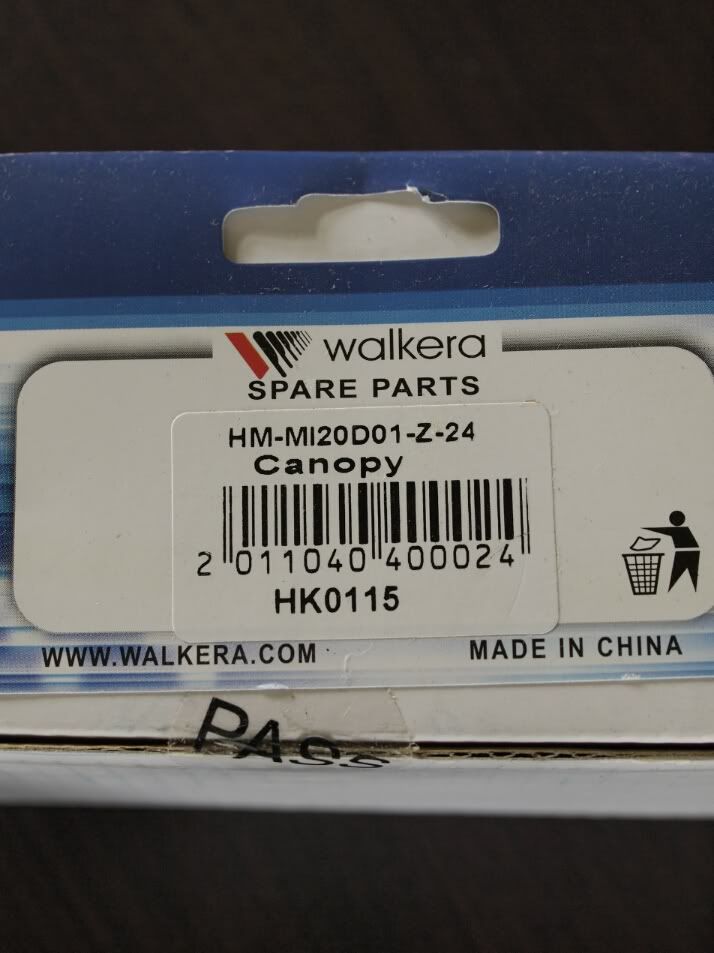 walkera
SPARE PARTS
HM-MI20D01-Z-24
Canopy
2 011040 400024
HK0115
WWW.WALKERA.COM MADE IN CHINA
PASS